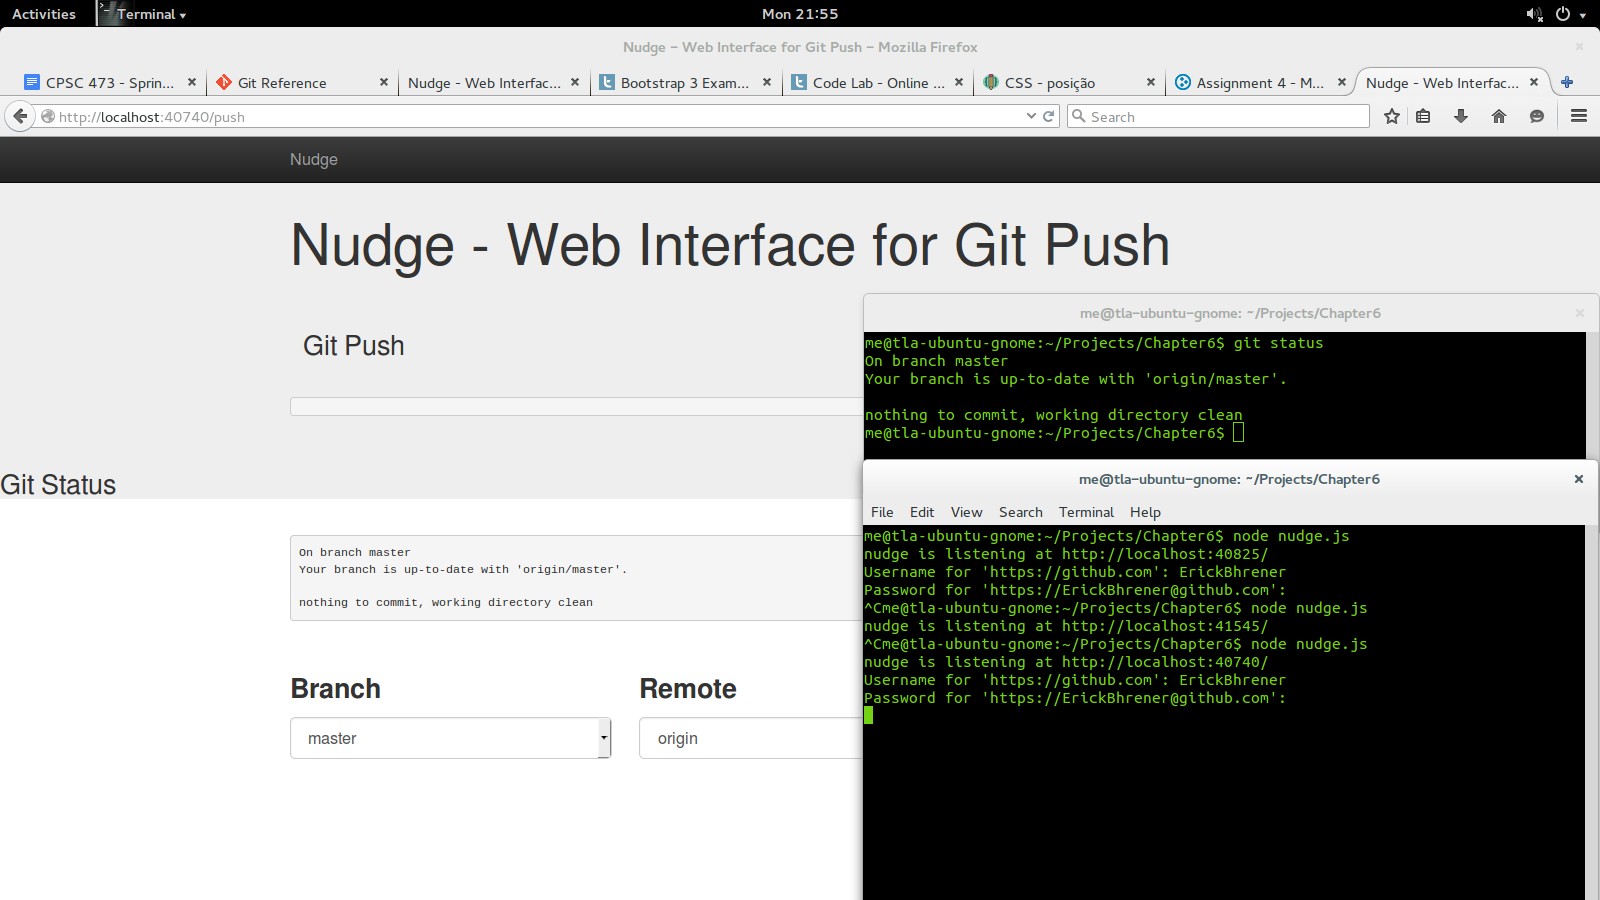 Activities
Terminal
Mon 21:55
Nudge - Web Interface for Git Push - Mozilla Firefox
CPSC 473 - Sprin...
Git Reference
Nudge - Web Interfac...
Bootstrap 3 Exam...
Code Lab - Online ...
CSS - posição
Assignment 4 - M...
Nudge - Web Interfac...
http://localhost:40740/push
Search
Nudge
Nudge - Web Interface for Git Push
Git Push
Git Status
On branch master
Your branch is up-to-date with 'origin/master'.
nothing to commit, working directory clean
Branch
Remote
master
origin
me@tla-ubuntu-gnome: ~/Projects/Chapter6
me@tla-ubuntu-gnome:~/Projects/Chapter6$ git status
On branch master
Your branch is up-to-date with 'origin/master'.
nothing to commit, working directory clean
me@tla-ubuntu-gnome:~/Projects/Chapter6$
me@tla-ubuntu-gnome: ~/Projects/Chapter6
File Edit View Search Terminal Help
me@tla-ubuntu-gnome:~/Projects/Chapter6$ node nudge.js
nudge is listening at http://localhost:40825/
Username for 'https://github.com': ErickBhrener
Password for 'https://ErickBhrener@github.com':
^Cme@tla-ubuntu-gnome:~/Projects/Chapter6$ node nudge.js
nudge is listening at http://localhost:41545/
^Cme@tla-ubuntu-gnome:~/Projects/Chapter6$ node nudge.js
nudge is listening at http://localhost:40740/
Username for 'https://github.com': ErickBhrener
Password for 'https://ErickBhrener@github.com':